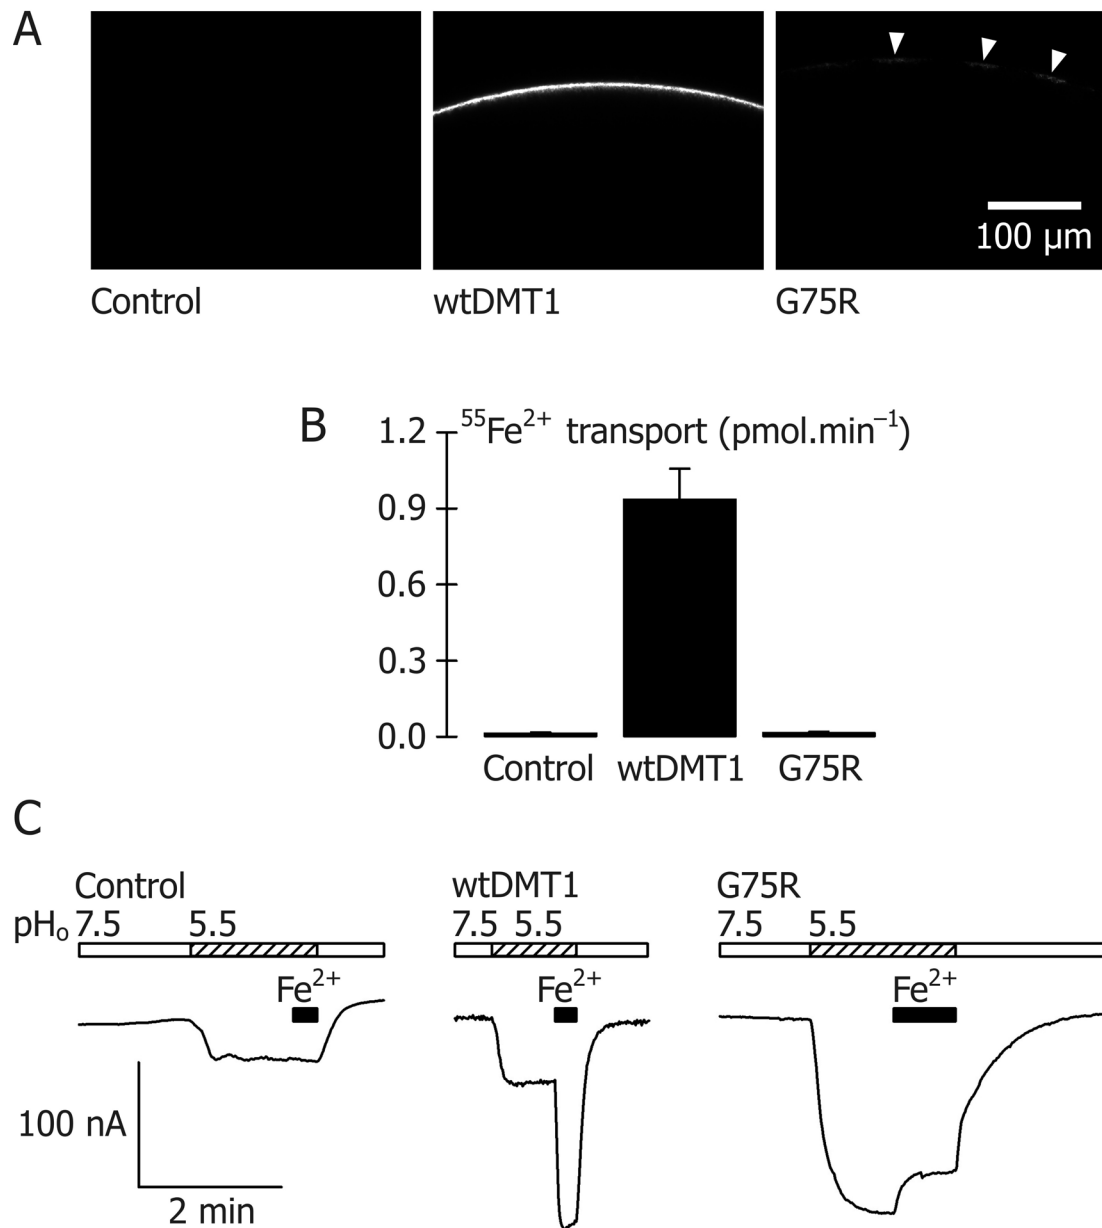 A
100 µm
Control wtDMT1 G75R
B
⁵⁵Fe²⁺ transport (pmol.min⁻¹)
1.2
0.9
0.6
0.3
0.0
Control wtDMT1 G75R
C
Control wtDMT1 G75R
pHₒ 7.5 5.5 7.5 5.5 7.5 5.5
Fe²⁺ Fe²⁺ Fe²⁺
100 nA
2 min